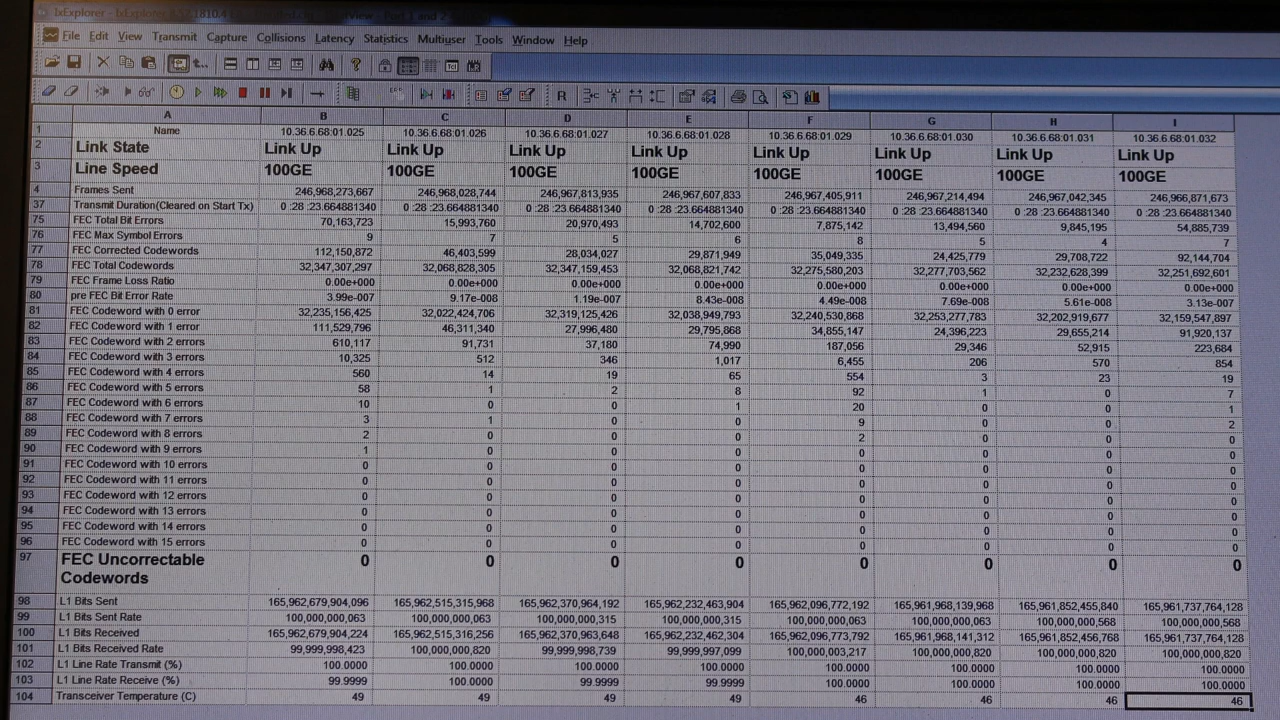 IxExplorer - IxExplorer
File Edit View Transmit Capture Collisions Latency Statistics Multiuser Tools Window Help
A B C D E F G H I
1 Name 10.36.6.68:01.025 10.36.6.68:01.026 10.36.6.68:01.027 10.36.6.68:01.028 10.36.6.68:01.029 10.36.6.68:01.030 10.36.6.68:01.031 10.36.6.68:01.032
2 Link State Link Up Link Up Link Up Link Up Link Up Link Up Link Up Link Up
3 Line Speed 100GE 100GE 100GE 100GE 100GE 100GE 100GE 100GE
4 Frames Sent 246,968,273,667 246,968,028,744 246,967,813,935 246,967,607,833 246,967,405,911 246,967,214,494 246,967,042,345 246,966,871,673
37 Transmit Duration(Cleared on Start Tx) 0 :28 :23.664881340 0 :28 :23.664881340 0 :28 :23.664881340 0 :28 :23.664881340 0 :28 :23.664881340 0 :28 :23.664881340 0 :28 :23.664881340 0 :28 :23.664881340
75 FEC Total Bit Errors 70,163,723 15,993,760 20,970,493 14,702,600 7,875,142 13,494,560 9,845,195 54,885,739
76 FEC Max Symbol Errors 9 7 5 6 8 5 4 7
77 FEC Corrected Codewords 112,150,872 46,403,599 28,034,027 29,871,949 35,049,335 24,425,779 29,708,722 92,144,704
78 FEC Total Codewords 32,347,307,297 32,068,828,305 32,347,159,453 32,068,821,742 32,275,580,203 32,277,703,562 32,232,628,399 32,251,692,601
79 FEC Frame Loss Ratio 0.00e+000 0.00e+000 0.00e+000 0.00e+000 0.00e+000 0.00e+000 0.00e+000 0.00e+000
80 pre FEC Bit Error Rate 3.99e-007 9.17e-008 1.19e-007 8.43e-008 4.49e-008 7.69e-008 5.61e-008 3.13e-007
81 FEC Codeword with 0 error 32,235,156,425 32,022,424,706 32,319,125,426 32,038,949,793 32,240,530,868 32,253,277,783 32,202,919,677 32,159,547,897
82 FEC Codeword with 1 error 111,529,796 46,311,340 27,996,480 29,795,868 34,855,147 24,396,223 29,655,214 91,920,137
83 FEC Codeword with 2 errors 610,117 91,731 37,180 74,990 187,056 29,346 52,915 223,684
84 FEC Codeword with 3 errors 10,325 512 346 1,017 6,455 206 570 854
85 FEC Codeword with 4 errors 560 14 19 65 554 3 23 19
86 FEC Codeword with 5 errors 58 1 2 8 92 1 0 7
87 FEC Codeword with 6 errors 10 0 0 1 20 0 0 1
88 FEC Codeword with 7 errors 3 1 0 0 9 0 0 2
89 FEC Codeword with 8 errors 2 0 0 0 2 0 0 0
90 FEC Codeword with 9 errors 1 0 0 0 0 0 0 0
91 FEC Codeword with 10 errors 0 0 0 0 0 0 0 0
92 FEC Codeword with 11 errors 0 0 0 0 0 0 0 0
93 FEC Codeword with 12 errors 0 0 0 0 0 0 0 0
94 FEC Codeword with 13 errors 0 0 0 0 0 0 0 0
95 FEC Codeword with 14 errors 0 0 0 0 0 0 0 0
96 FEC Codeword with 15 errors 0 0 0 0 0 0 0 0
97 FEC Uncorrectable 0 0 0 0 0 0 0 0
Codewords
98 L1 Bits Sent 165,962,679,904,096 165,962,515,315,968 165,962,370,964,192 165,962,232,463,904 165,962,096,772,192 165,961,968,139,968 165,961,852,455,840 165,961,737,764,128
99 L1 Bits Sent Rate 100,000,000,063 100,000,000,063 100,000,000,315 100,000,000,315 100,000,000,063 100,000,000,063 100,000,000,568 100,000,000,568
100 L1 Bits Received 165,962,679,904,224 165,962,515,316,256 165,962,370,963,648 165,962,232,462,304 165,962,096,773,792 165,961,968,141,312 165,961,852,456,768 165,961,737,764,128
101 L1 Bits Received Rate 99,999,998,423 100,000,000,820 99,999,998,739 99,999,997,099 100,000,003,217 100,000,000,820 100,000,000,820 100,000,000,820
102 L1 Line Rate Transmit (%) 100.0000 100.0000 100.0000 100.0000 100.0000 100.0000 100.0000 100.0000
103 L1 Line Rate Receive (%) 99.9999 100.0000 99.9999 99.9999 100.0000 100.0000 100.0000 100.0000
104 Transceiver Temperature (C) 49 49 49 49 46 46 46 46